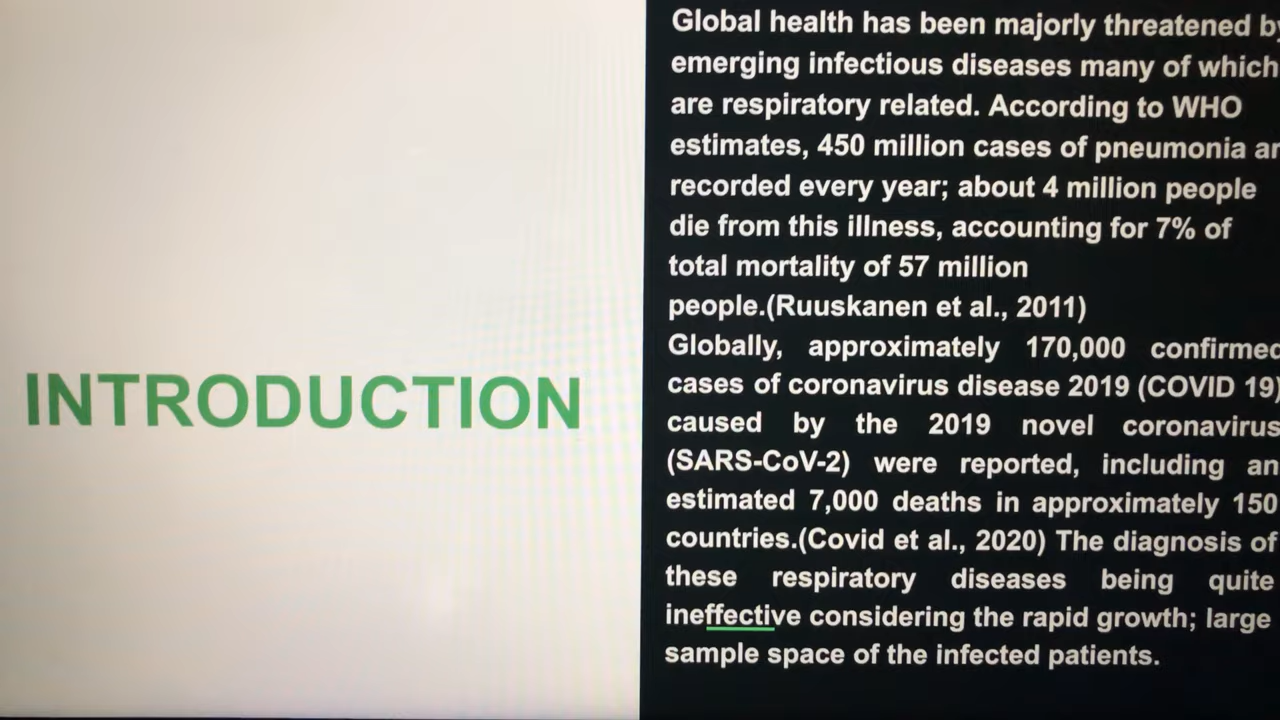 INTRODUCTION
Global health has been majorly threatened by
emerging infectious diseases many of which
are respiratory related. According to WHO
estimates, 450 million cases of pneumonia ar
recorded every year; about 4 million people
die from this illness, accounting for 7% of
total mortality of 57 million
people.(Ruuskanen et al., 2011)
Globally, approximately 170,000 confirmed
cases of coronavirus disease 2019 (COVID 19)
caused by the 2019 novel coronavirus
(SARS-CoV-2) were reported, including an
estimated 7,000 deaths in approximately 150
countries.(Covid et al., 2020) The diagnosis of
these respiratory diseases being quite
ineffective considering the rapid growth; large
sample space of the infected patients.